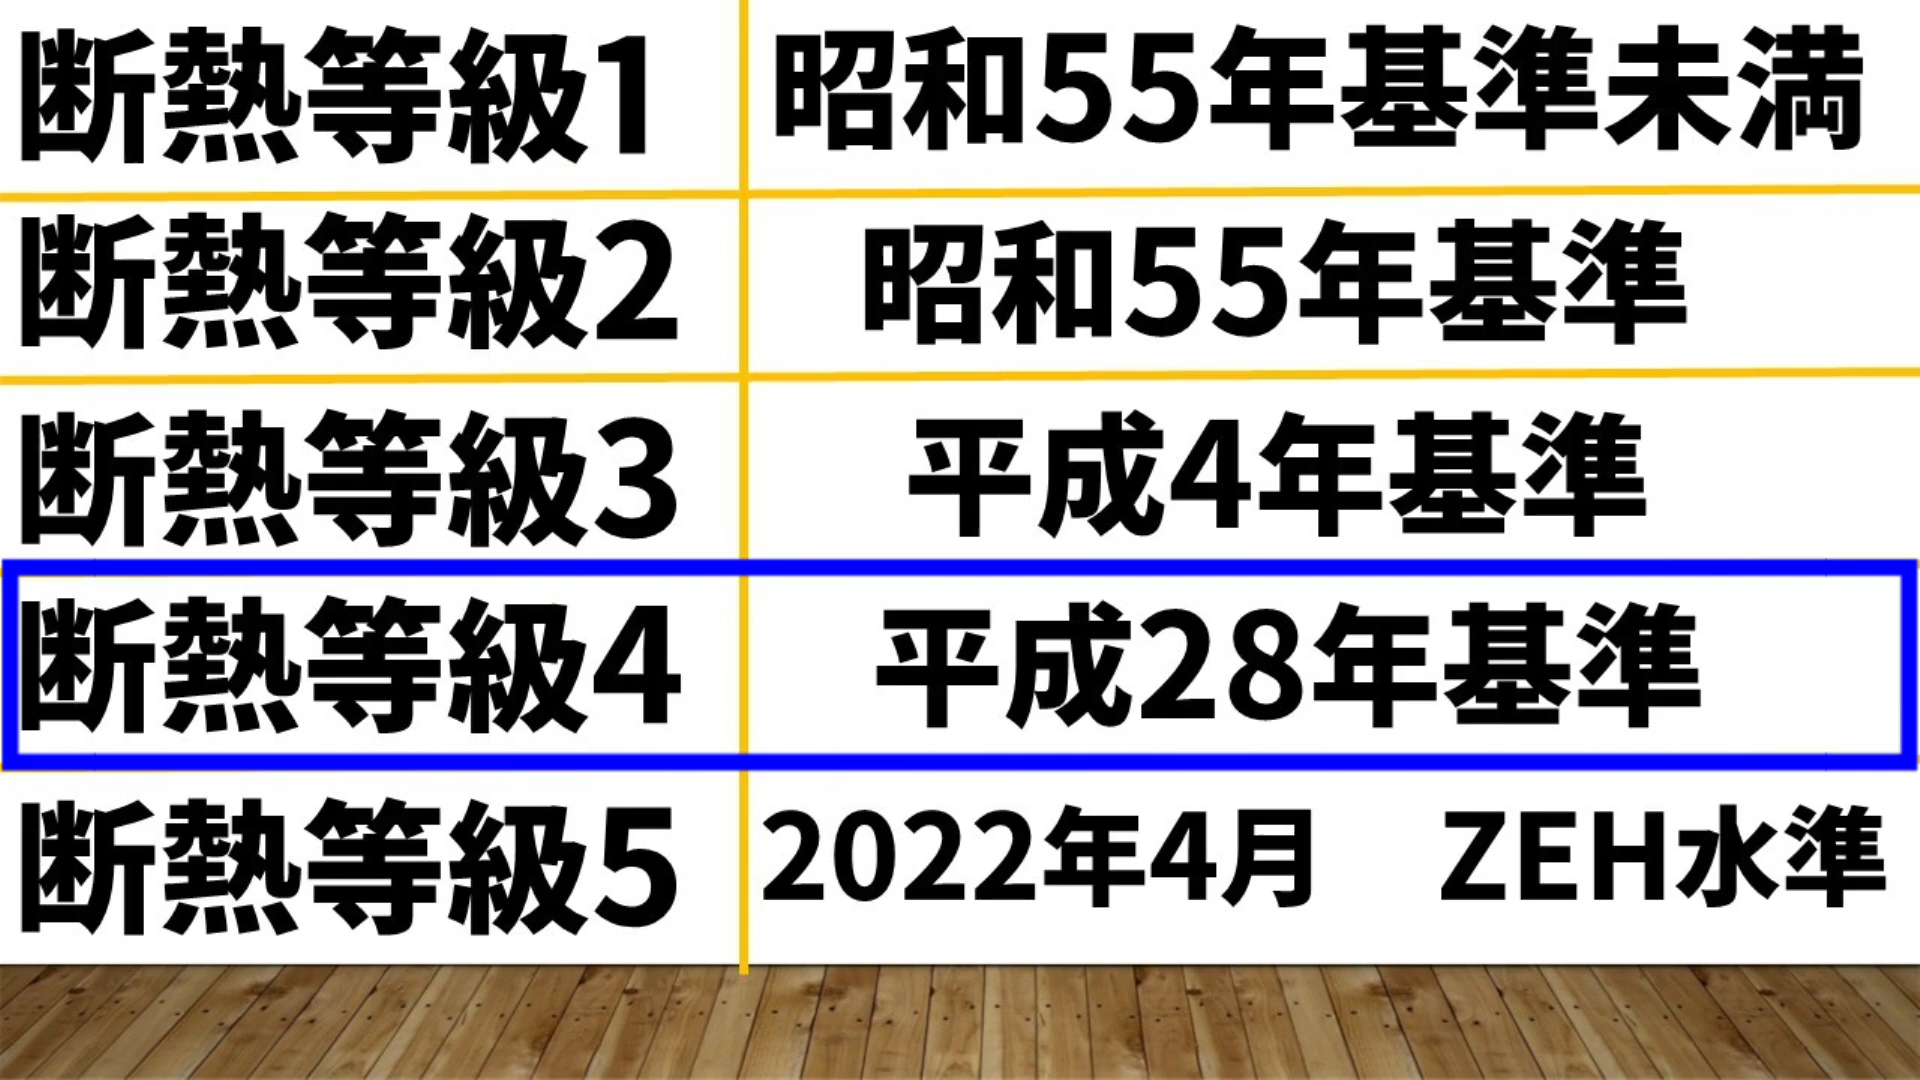 断熱等級1 昭和55年基準未満
断熱等級2 昭和55年基準
断熱等級3 平成4年基準
断熱等級4 平成28年基準
断熱等級5 2022年4月 ZEH水準